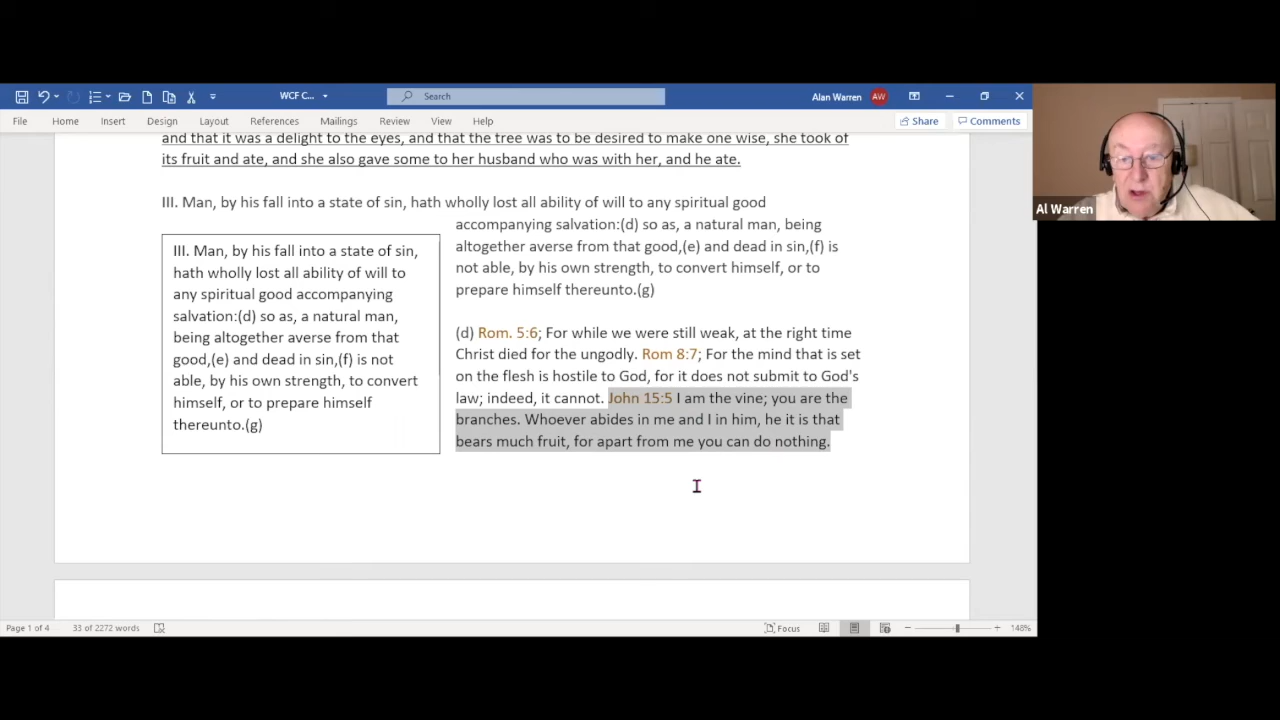 WCF C...
Search
Alan Warren
AW
File
Home
Insert
Design
Layout
References
Mailings
Review
View
Help
Share
Comments
and that it was a delight to the eyes, and that the tree was to be desired to make one wise, she took of
its fruit and ate, and she also gave some to her husband who was with her, and he ate.
Al Warren
III. Man, by his fall into a state of sin, hath wholly lost all ability of will to any spiritual good
accompanying salvation:(d) so as, a natural man, being
altogether averse from that good,(e) and dead in sin,(f) is
not able, by his own strength, to convert himself, or to
prepare himself thereunto.(g)
III. Man, by his fall into a state of sin,
hath wholly lost all ability of will to
any spiritual good accompanying
salvation:(d) so as, a natural man,
being altogether averse from that
good,(e) and dead in sin,(f) is not
able, by his own strength, to convert
himself, or to prepare himself
thereunto.(g)
(d) Rom. 5:6; For while we were still weak, at the right time
Christ died for the ungodly. Rom 8:7; For the mind that is set
on the flesh is hostile to God, for it does not submit to God's
law; indeed, it cannot. John 15:5 I am the vine; you are the
branches. Whoever abides in me and I in him, he it is that
bears much fruit, for apart from me you can do nothing.
Page 1 of 4
33 of 2272 words
Focus
148%